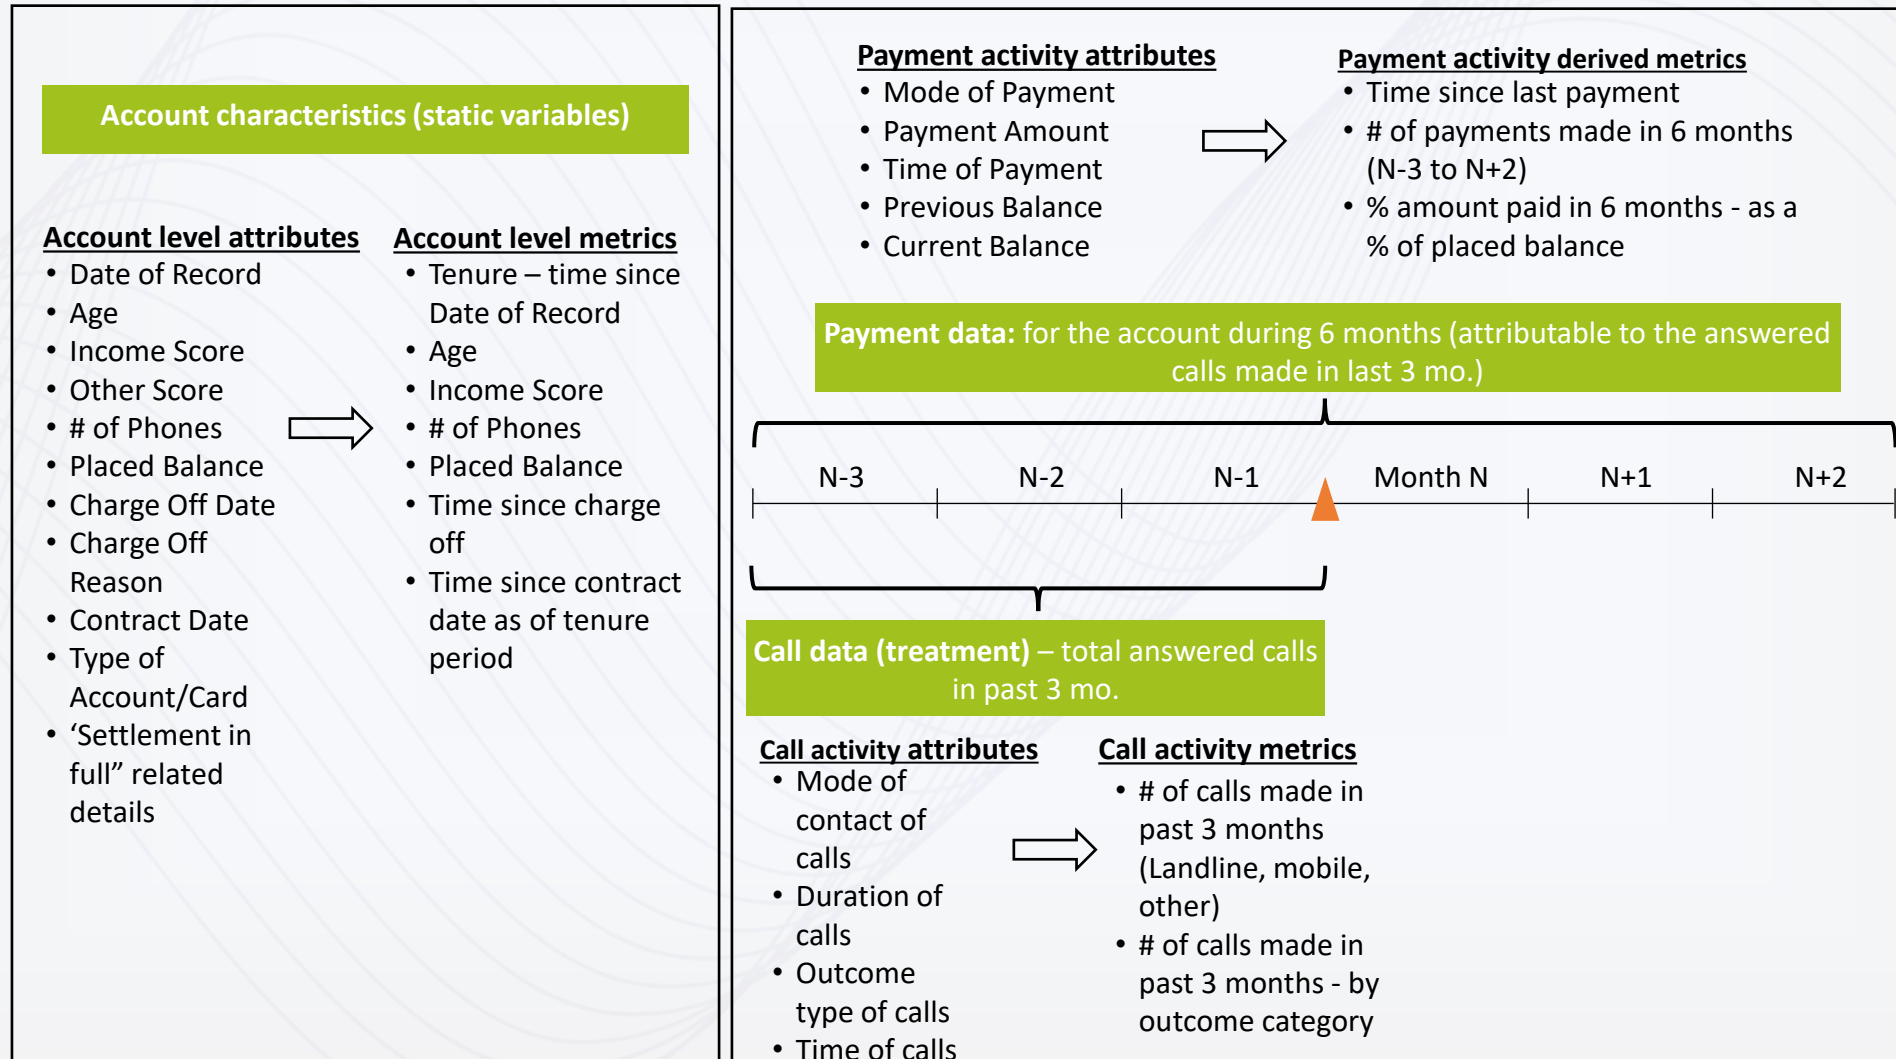 Account characteristics (static variables)
Account level attributes
• Date of Record
• Age
• Income Score
• Other Score
• # of Phones
• Placed Balance
• Charge Off Date
• Charge Off
Reason
• Contract Date
• Type of
Account/Card
• ‘Settlement in
full” related
details
Account level metrics
• Tenure – time since
Date of Record
• Age
• Income Score
• # of Phones
• Placed Balance
• Time since charge
off
• Time since contract
date as of tenure
period
Payment activity attributes
• Mode of Payment
• Payment Amount
• Time of Payment
• Previous Balance
• Current Balance
Payment activity derived metrics
• Time since last payment
• # of payments made in 6 months
(N-3 to N+2)
• % amount paid in 6 months - as a
% of placed balance
Payment data: for the account during 6 months (attributable to the answered
calls made in last 3 mo.)
N-3 N-2 N-1 Month N N+1 N+2
Call data (treatment) – total answered calls
in past 3 mo.
Call activity attributes
• Mode of
contact of
calls
• Duration of
calls
• Outcome
type of calls
• Time of calls
Call activity metrics
• # of calls made in
past 3 months
(Landline, mobile,
other)
• # of calls made in
past 3 months - by
outcome category